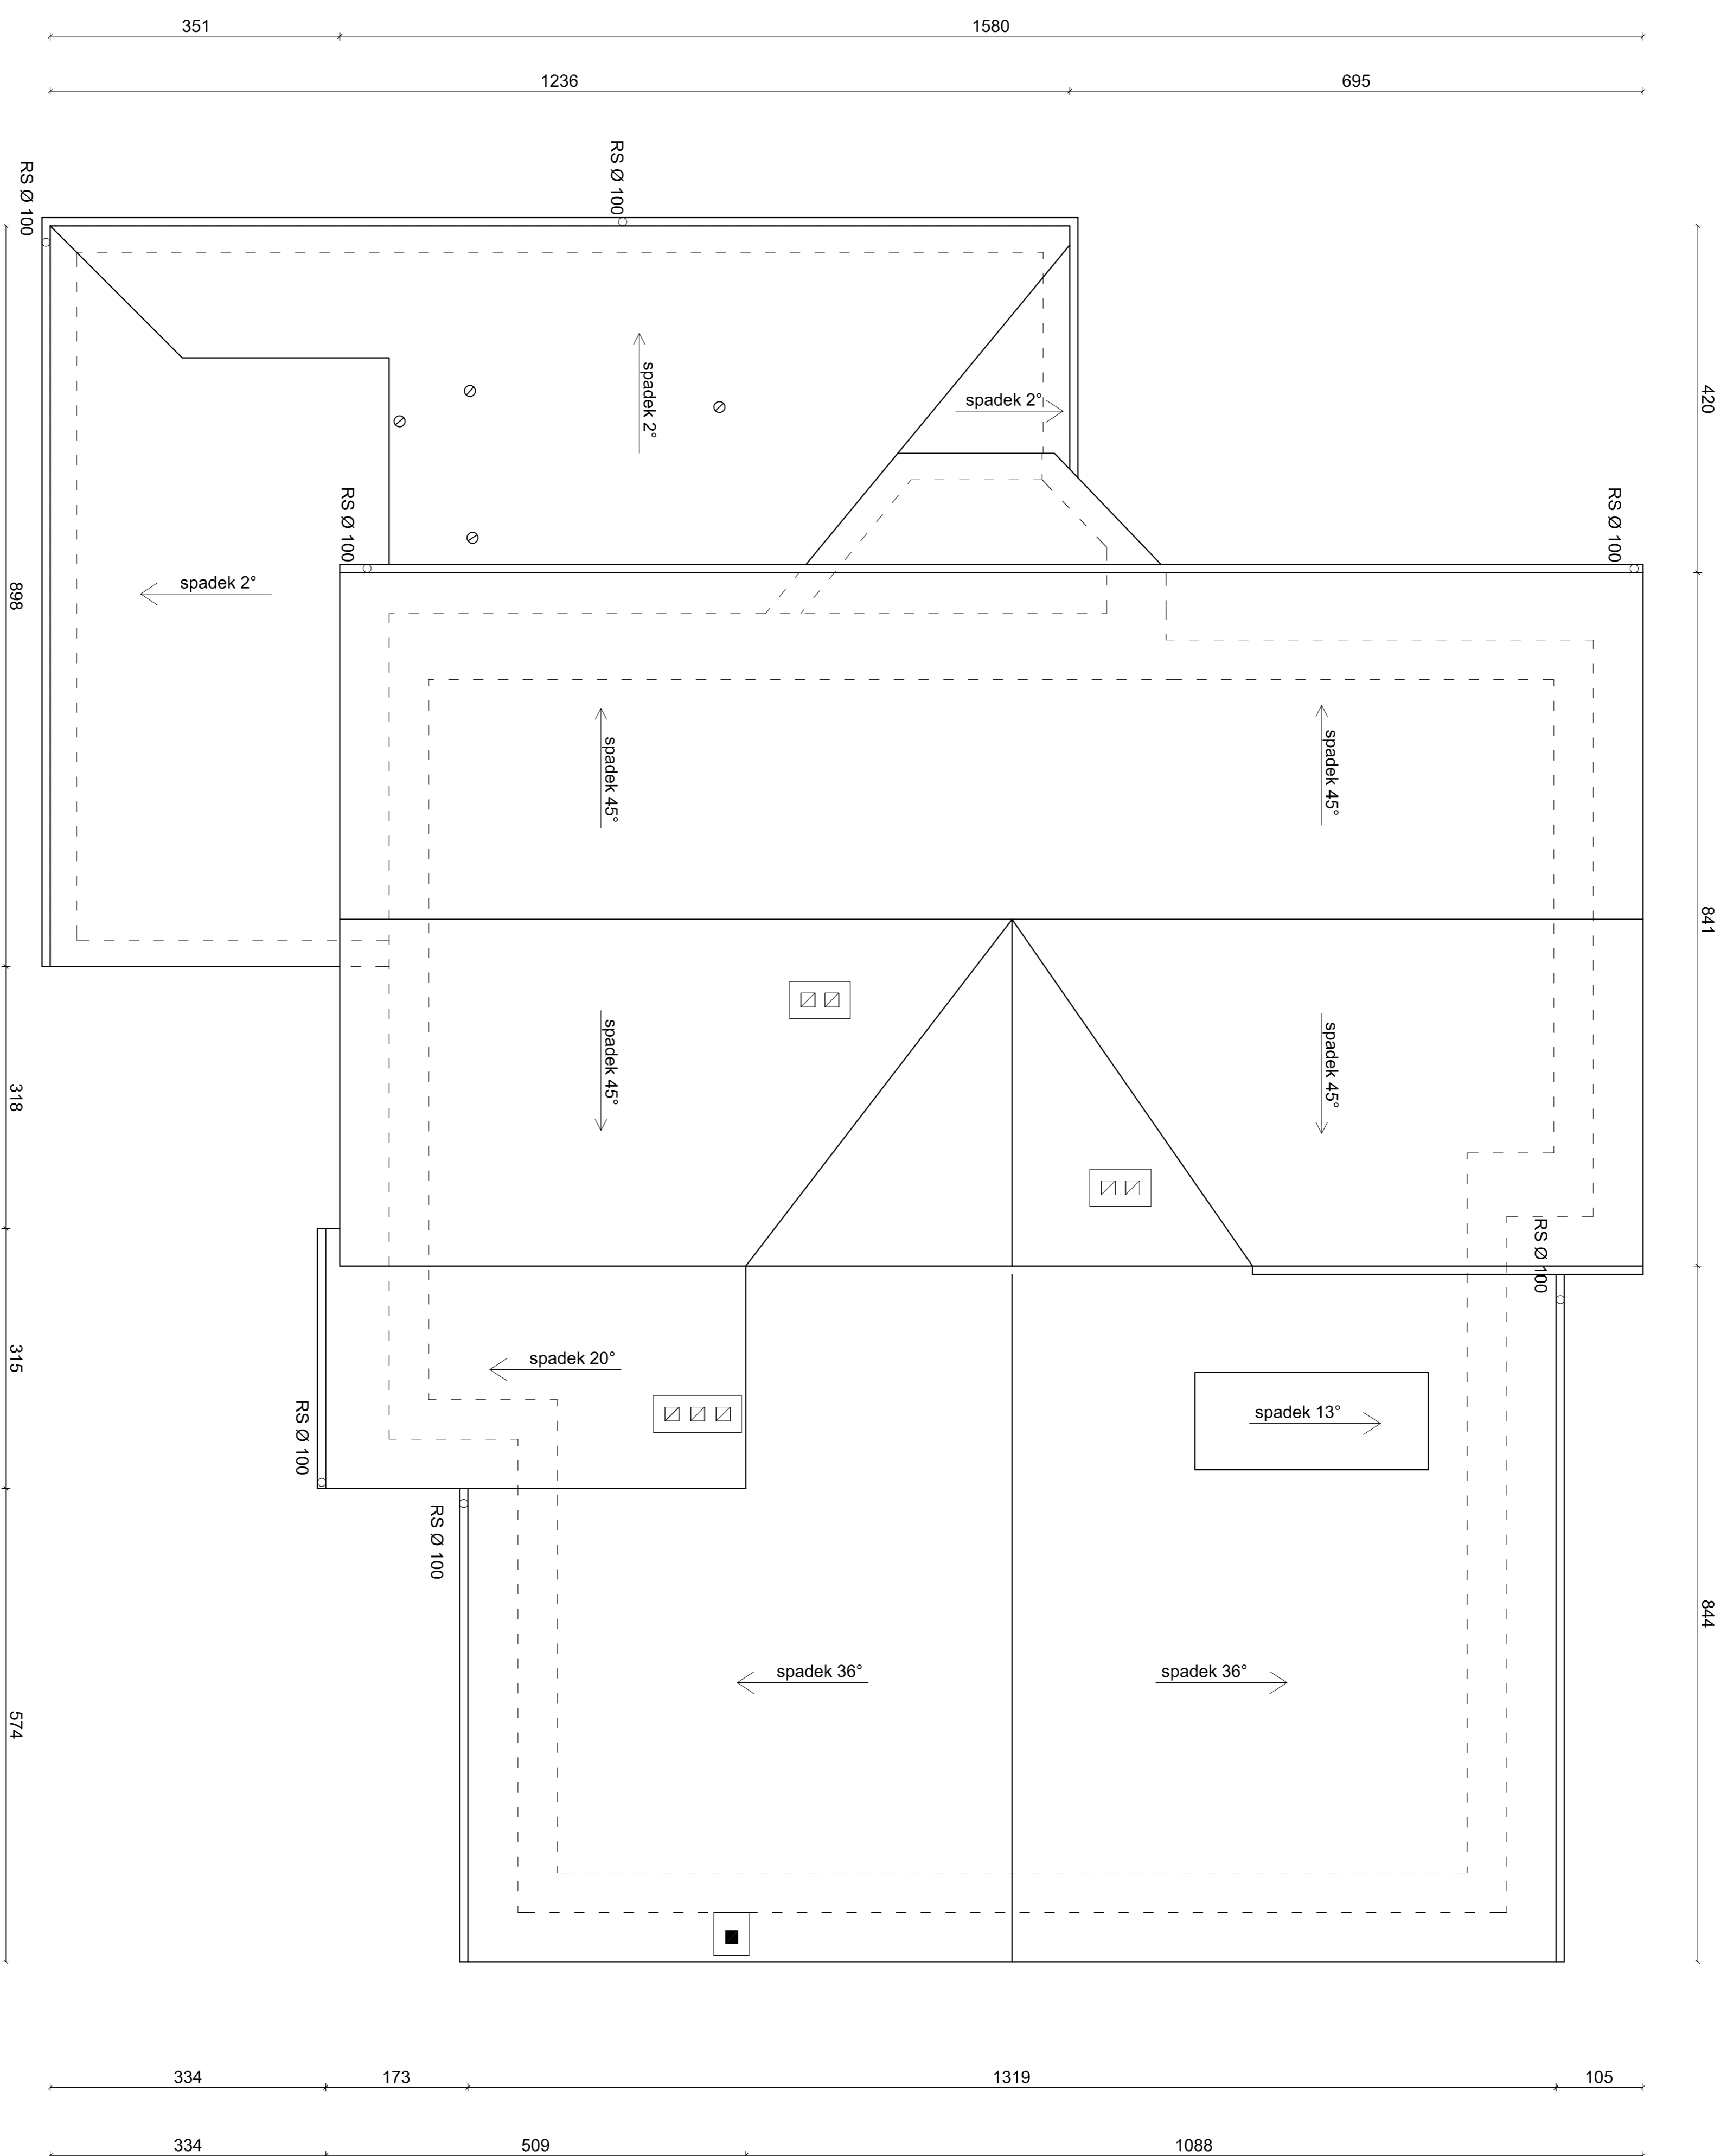 351
1580
1236
695
RS Ø 100
RS Ø 100
420
spadek 2°
spadek 2°
RS Ø 100
RS Ø 100
898
spadek 2°
spadek 45°
spadek 45°
841
318
spadek 45°
spadek 45°
RS Ø 100
315
spadek 20°
spadek 13°
RS Ø 100
RS Ø 100
844
574
spadek 36°
spadek 36°
334
173
1319
105
334
509
1088